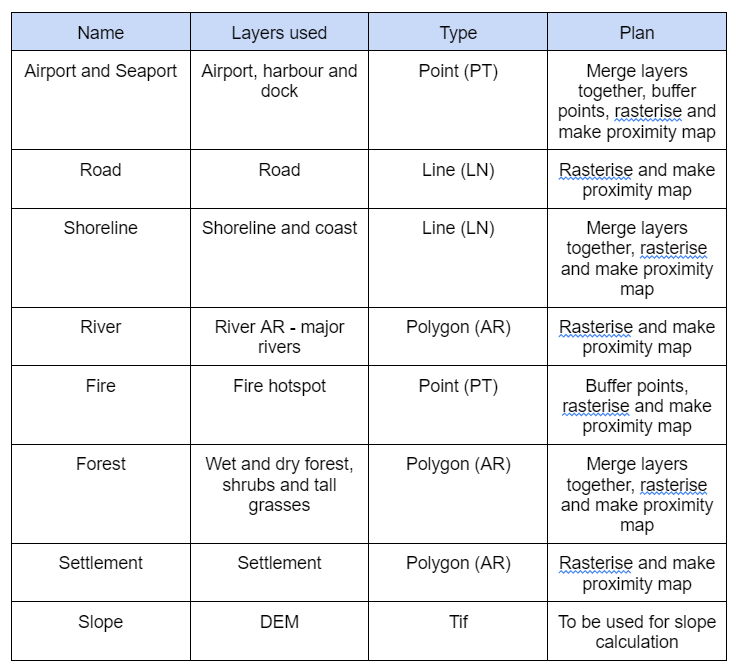 Name
Layers used
Type
Plan
Airport and Seaport
Airport, harbour and
dock
Point (PT)
Merge layers
together, buffer
points, rasterise and
make proximity map
Road
Road
Line (LN)
Rasterise and make
proximity map
Shoreline
Shoreline and coast
Line (LN)
Merge layers
together, rasterise
and make proximity
map
River
River AR - major
rivers
Polygon (AR)
Rasterise and make
proximity map
Fire
Fire hotspot
Point (PT)
Buffer points,
rasterise and make
proximity map
Forest
Wet and dry forest,
shrubs and tall
grasses
Polygon (AR)
Merge layers
together, rasterise
and make proximity
map
Settlement
Settlement
Polygon (AR)
Rasterise and make
proximity map
Slope
DEM
Tif
To be used for slope
calculation